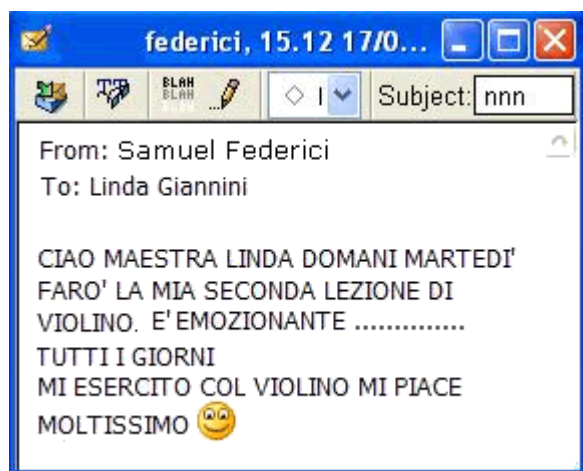 federici, 15.12 17/0...
BLAH
BLAH
Subject: nnn
From: Samuel Federici
To: Linda Giannini
CIAO MAESTRA LINDA DOMANI MARTEDI'
FARO' LA MIA SECONDA LEZIONE DI
VIOLINO. E' EMOZIONANTE ..............
TUTTI I GIORNI
MI ESERCITO COL VIOLINO MI PIACE
MOLTISSIMO